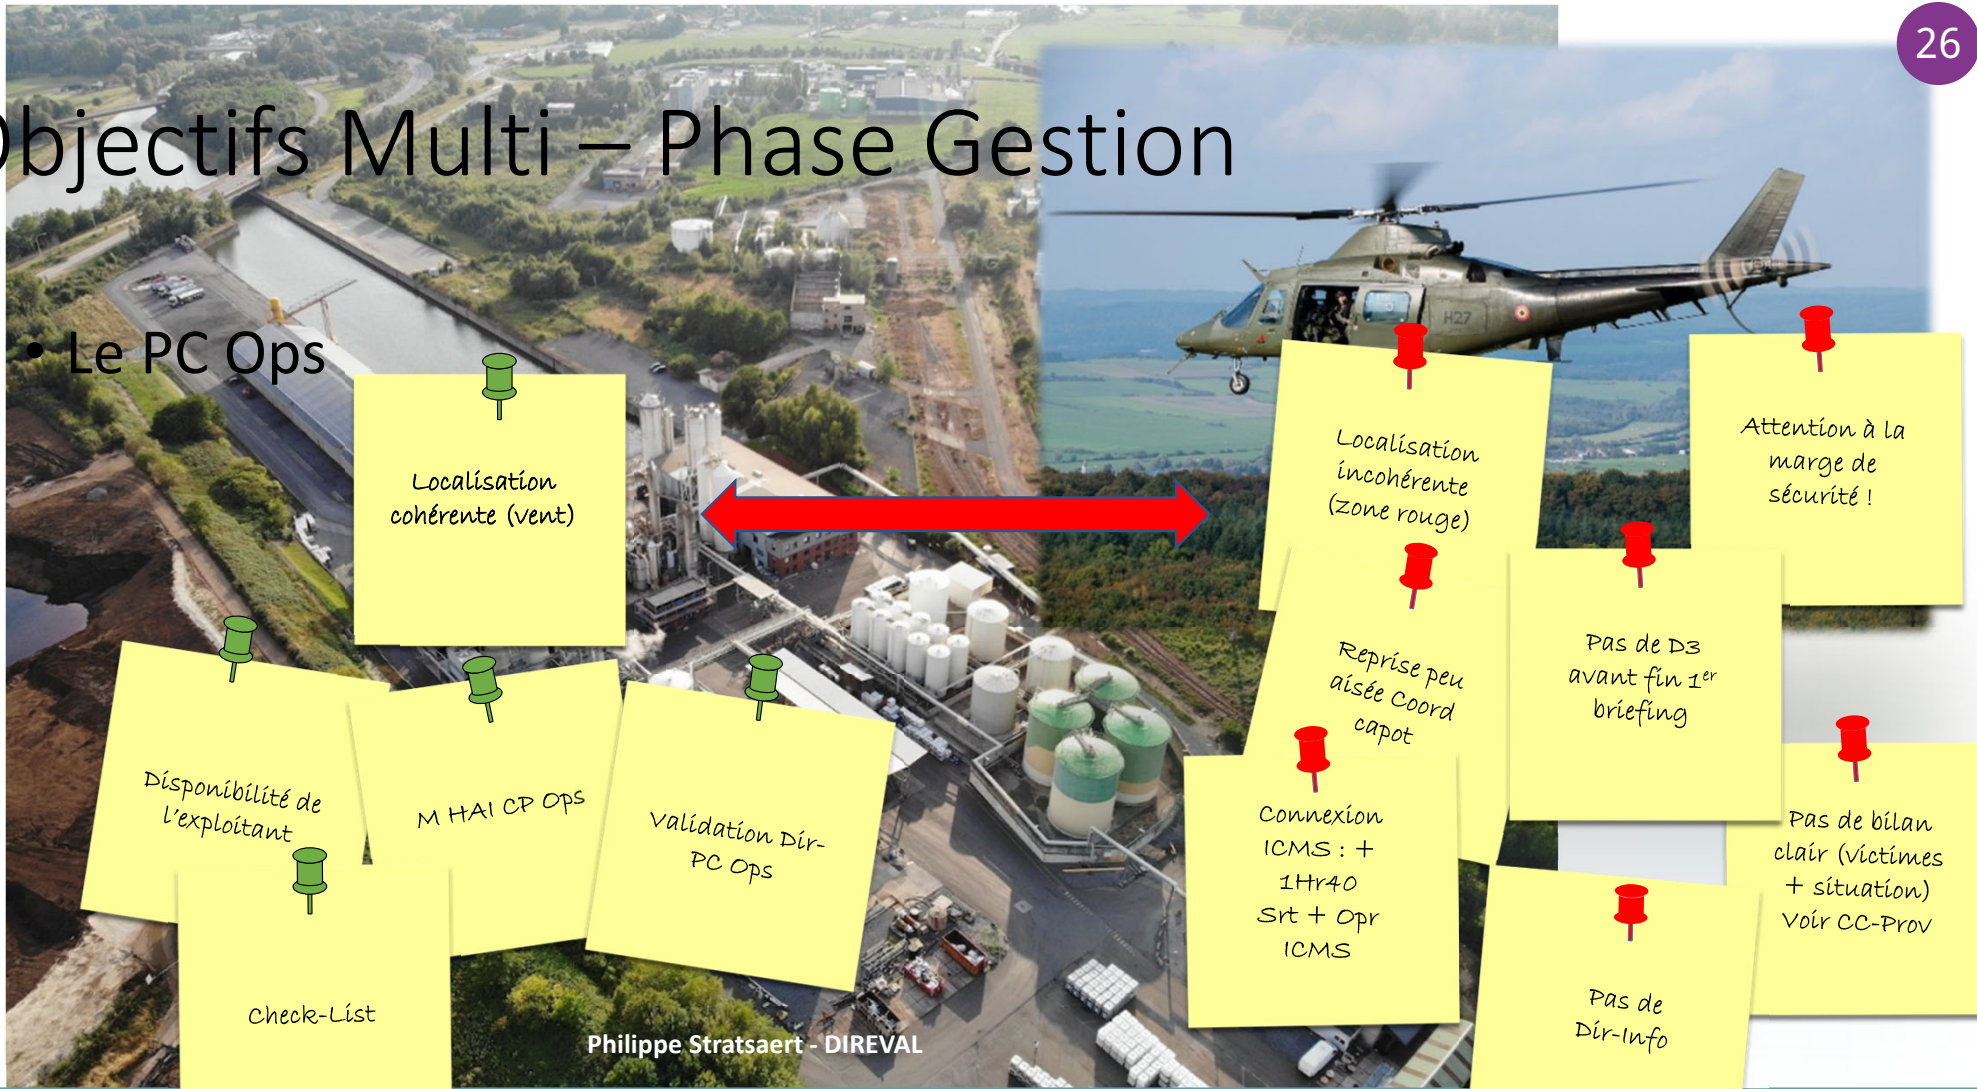 26
Objectifs Multi – Phase Gestion
• Le PC Ops
Localisation
cohérente (vent)
Disponibilité de
l'exploitant
M HAI CP Ops
Validation Dir-
PC Ops
Check-List
H27
Localisation
incohérente
(zone rouge)
Attention à la
marge de
sécurité !
Reprise peu
aisée Coord
capot
Pas de D3
avant fin 1er
briefing
Connexion
ICMS : +
1Hr40
Srt + Opr
ICMS
Pas de bilan
clair (victimes
+ situation)
Voir CC-Prov
Pas de
Dir-Info
Philippe Stratsaert - DIREVAL